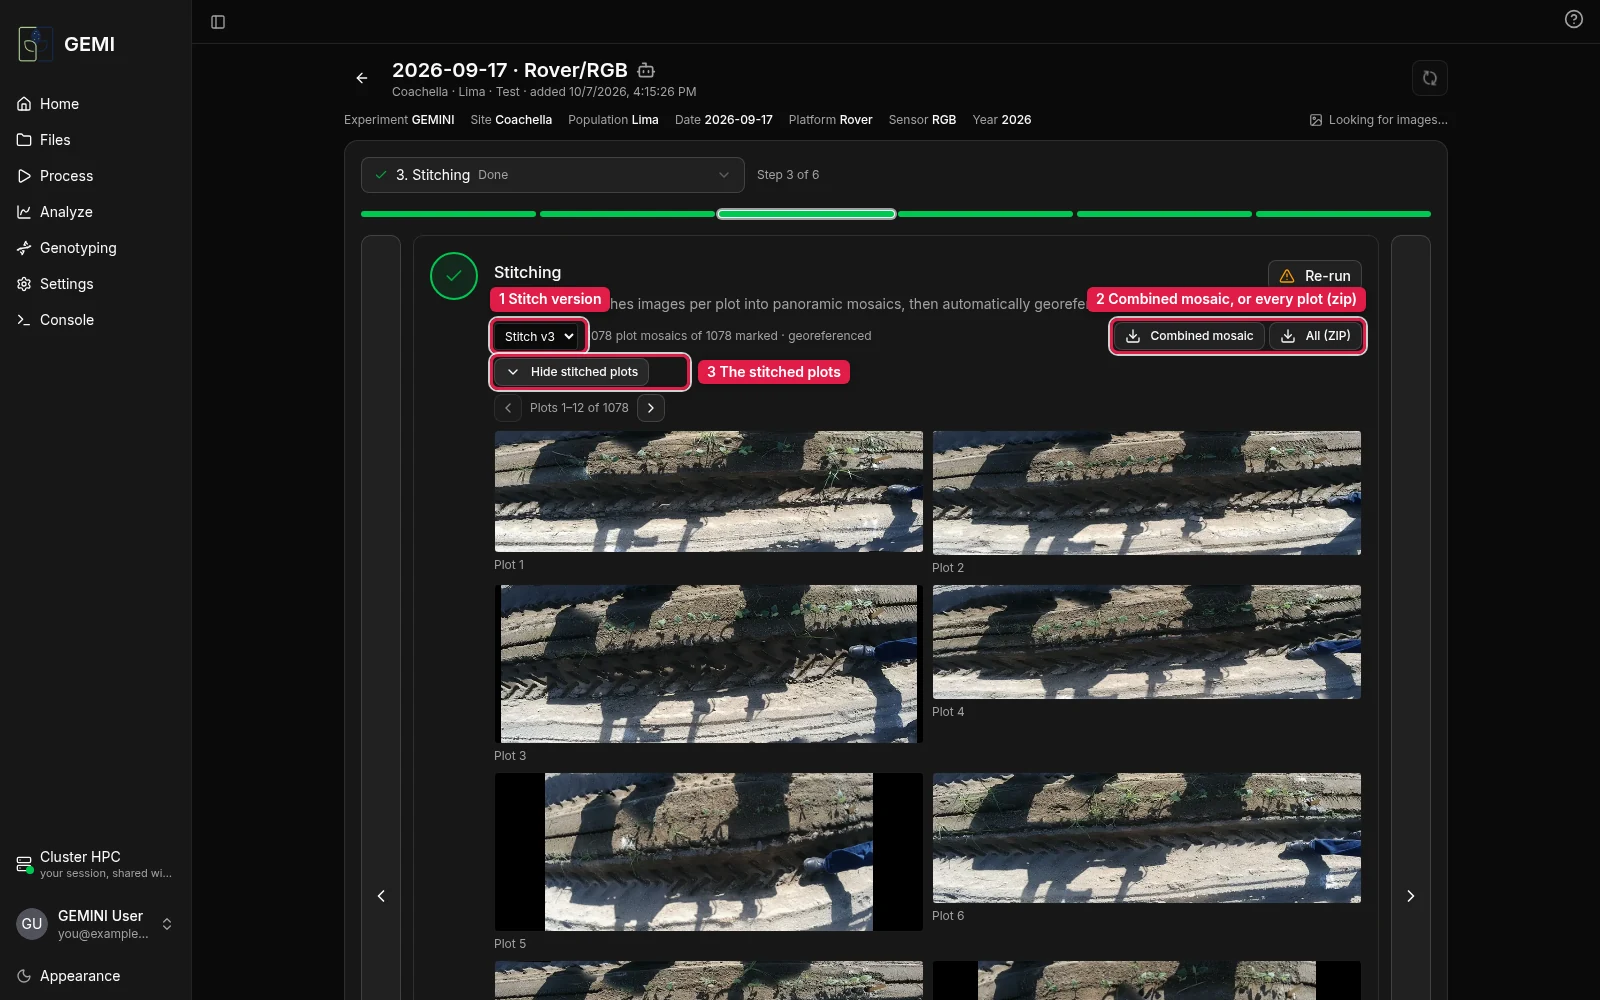 GEMI
Home
Files
Process
Analyze
Genotyping
Settings
Console
Cluster HPC
your session, shared wi...
GU
GEMINI User
you@example...
Appearance
2026-09-17 · Rover/RGB
Coachella · Lima · Test · added 10/7/2026, 4:15:26 PM
Experiment GEMINI Site Coachella Population Lima Date 2026-09-17 Platform Rover Sensor RGB Year 2026
Looking for images...
3. Stitching Done
Step 3 of 6
Stitching
Re-run
1 Stitch version
hes images per plot into panoramic mosaics, then automatically georefe
2 Combined mosaic, or every plot (zip)
Stitch v3
078 plot mosaics of 1078 marked · georeferenced
Combined mosaic
All (ZIP)
Hide stitched plots
3 The stitched plots
Plots 1–12 of 1078
Plot 1
Plot 2
Plot 3
Plot 4
Plot 5
Plot 6